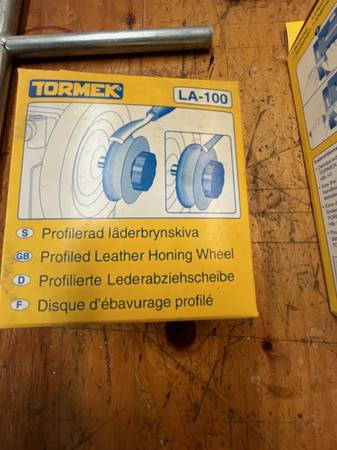 TORMEK
LA-100
S Profilerad läderbrynskiva
GB Profiled Leather Honing Wheel
D Profilierte Lederabziehscheibe
F Disque d'ébavurage profilé